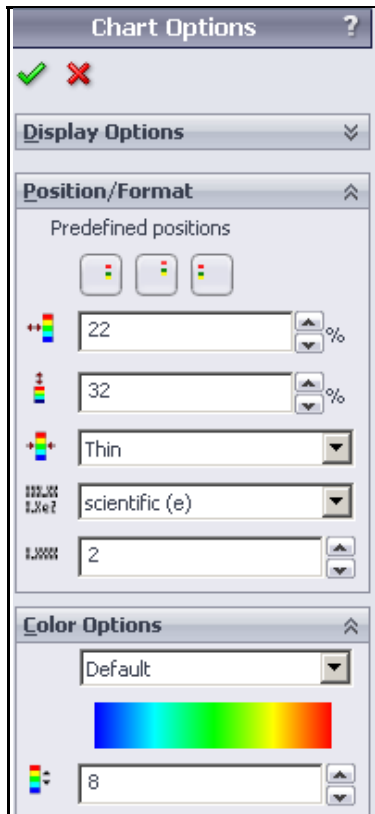 Chart Options ?
Display Options
Position/Format
Predefined positions
22 %
32 %
Thin
scientific (e)
2
Color Options
Default
8